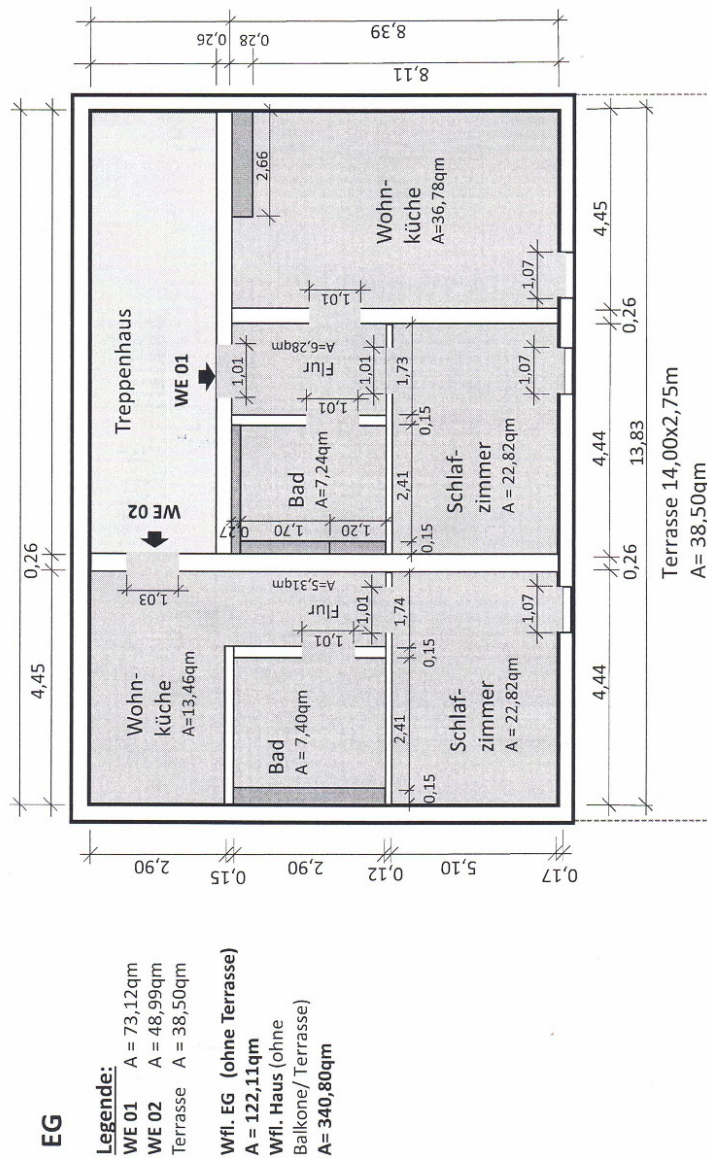 EG
Legende:
WE 01 A = 73,12qm
WE 02 A = 48,99qm
Terrasse A = 38,50qm
Wfl. EG (ohne Terrasse)
A = 122,11qm
Wfl. Haus (ohne
Balkone/ Terrasse)
A= 340,80qm
4,45
0,26
2,90
0,15
2,90
0,12
5,10
0,17
Wohn-
küche
A=13,46qm
1,03
WE 02
Treppenhaus
WE 01
0,26
0,28
8,39
8,11
Bad
A = 7,40qm
1,01
Flur
A=5,31qm
1,01
0,15
2,41
0,15
1,74
0,27
1,70
1,20
Bad
A=7,24qm
1,01
Flur
A=6,28qm
1,01
1,01
0,15
2,41
0,15
1,73
1,01
2,66
Wohn-
küche
A=36,78qm
Schlaf-
zimmer
A = 22,82qm
1,07
Schlaf-
zimmer
A = 22,82qm
1,07
1,07
4,44
0,26
4,44
0,26
4,45
13,83
Terrasse 14,00x2,75m
A= 38,50qm